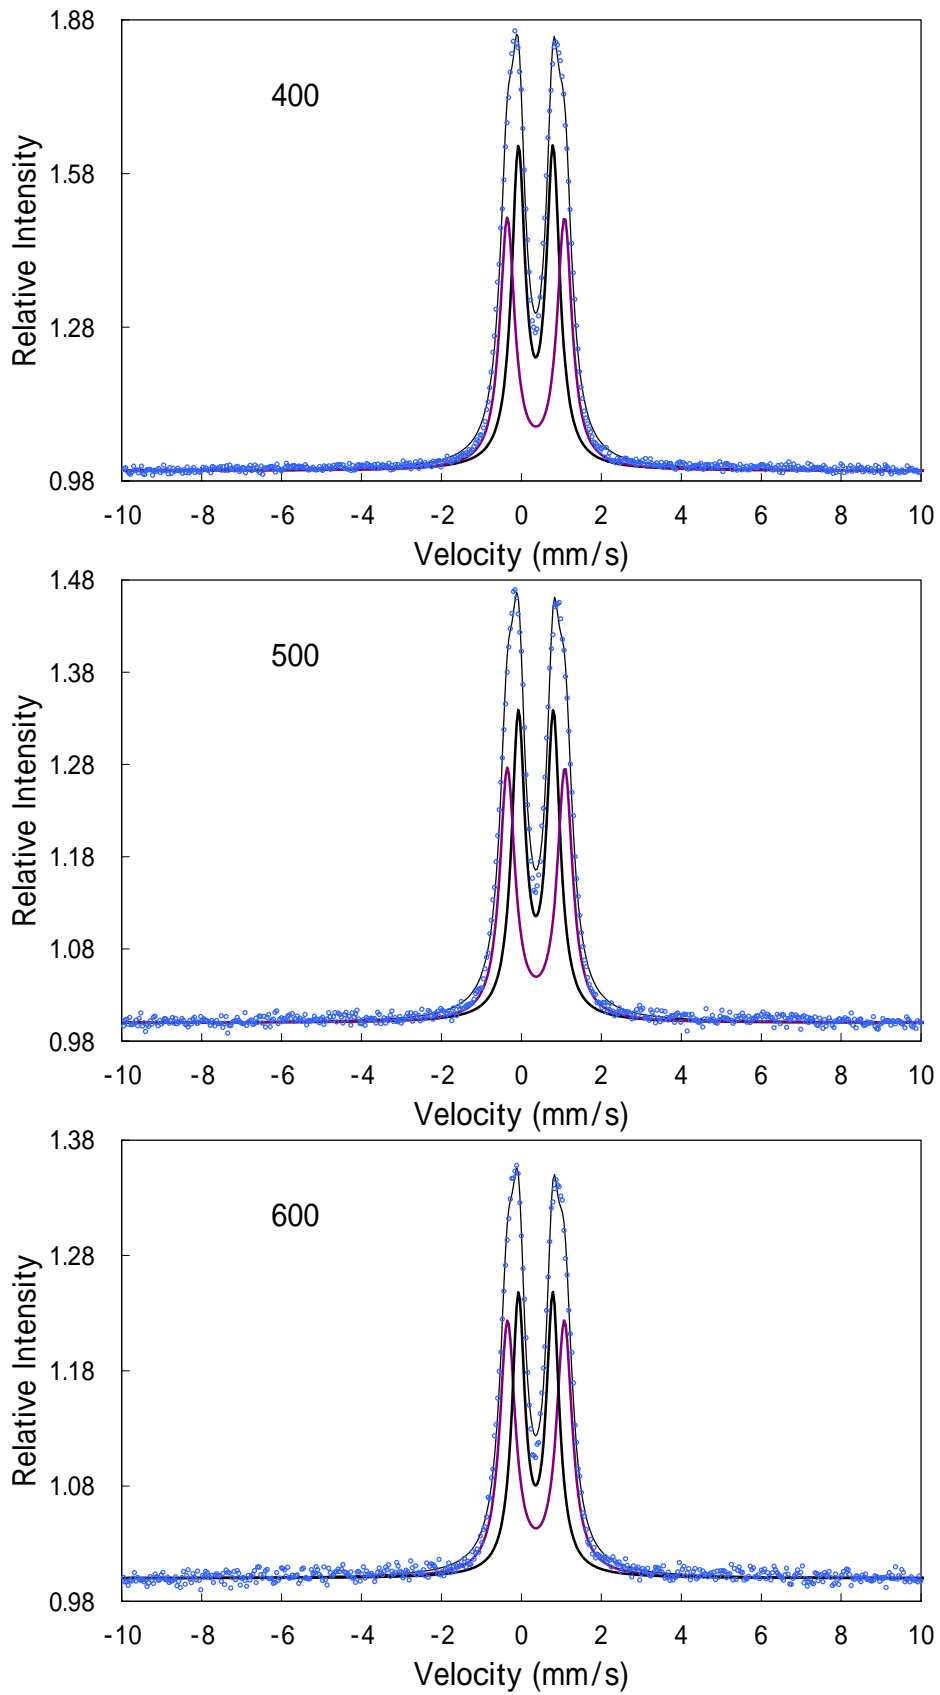 1.88
400
1.58
1.28
0.98
Relative Intensity
-10 -8 -6 -4 -2 0 2 4 6 8 10
Velocity (mm/s)
1.48
500
1.38
1.28
1.18
1.08
0.98
Relative Intensity
-10 -8 -6 -4 -2 0 2 4 6 8 10
Velocity (mm/s)
1.38
600
1.28
1.18
1.08
0.98
Relative Intensity
-10 -8 -6 -4 -2 0 2 4 6 8 10
Velocity (mm/s)